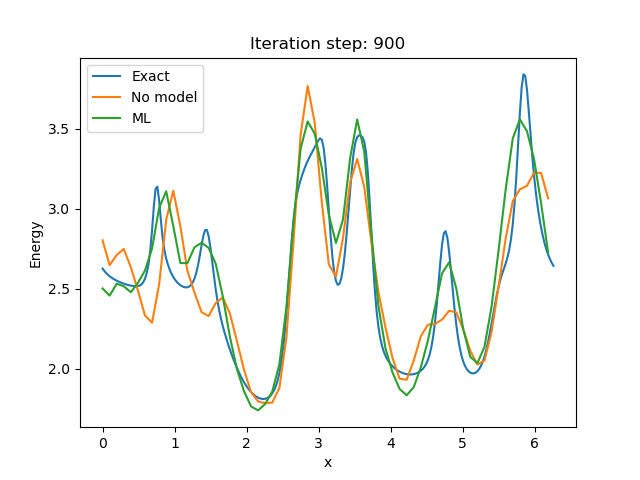 Iteration step: 900
Exact
No model
ML
Energy
3.5
3.0
2.5
2.0
0 1 2 3 4 5 6
x